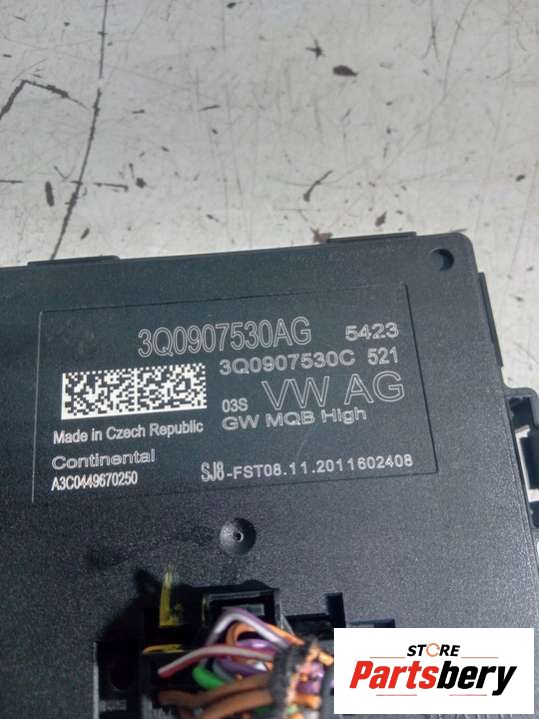 3Q0907530AG 5423
3Q0907530C 521
03S VW AG
GW MQB High
Made in Czech Republic
Continental
A3C0449670250
SJ8-FST08.11.2011602408
STORE
Partsbery